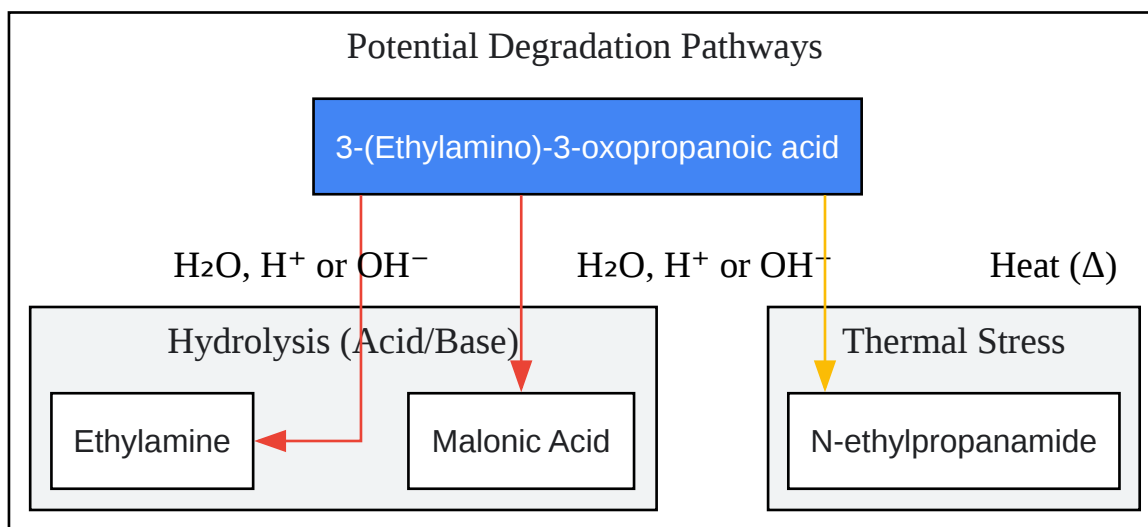 Potential Degradation Pathways
3-(Ethylamino)-3-oxopropanoic acid
H₂O, H⁺ or OH⁻
H₂O, H⁺ or OH⁻
Heat (Δ)
Hydrolysis (Acid/Base)
Thermal Stress
Ethylamine
Malonic Acid
N-ethylpropanamide